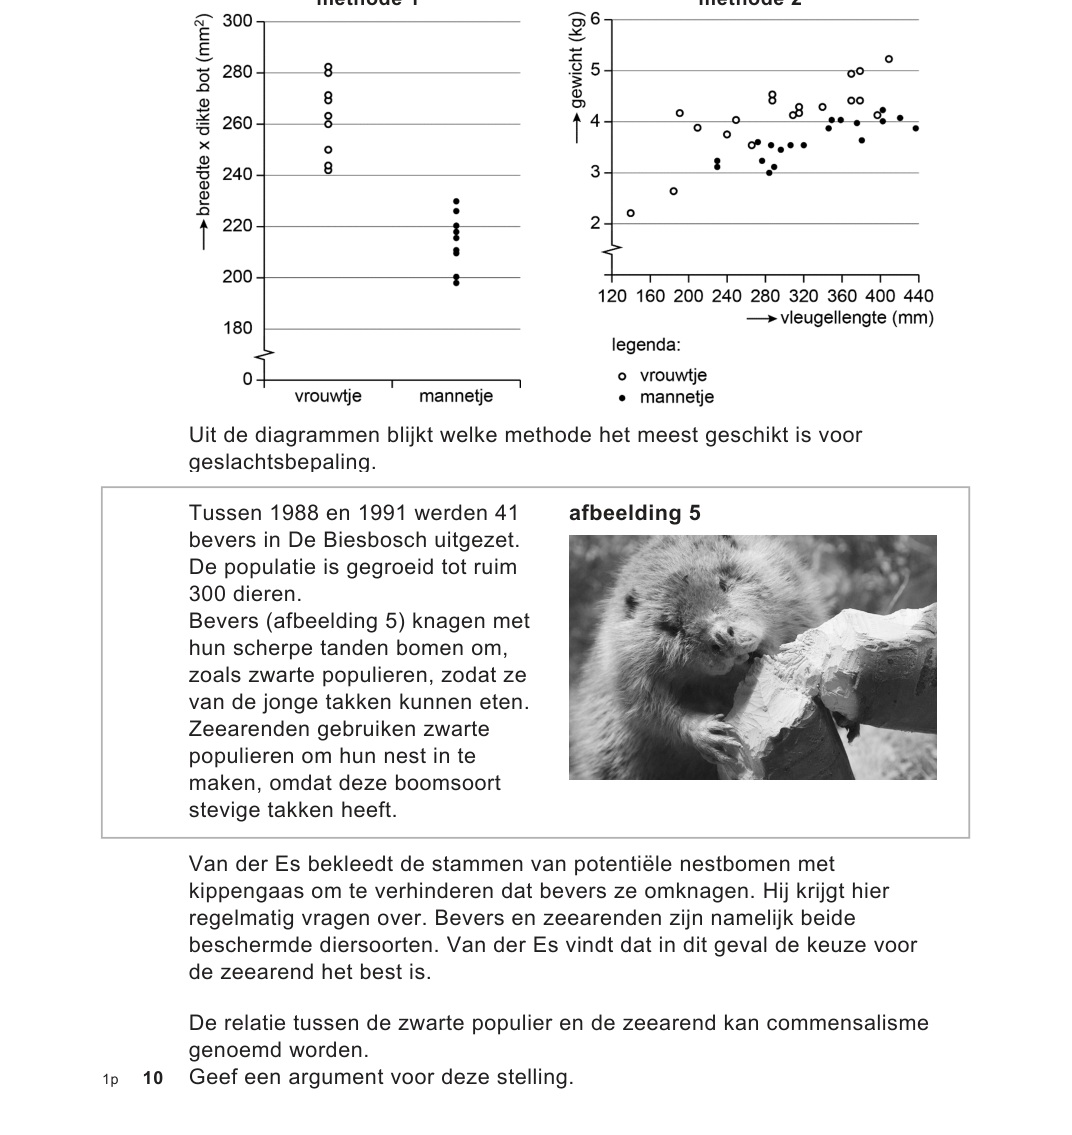 methode 1
methode 2
breedte x dikte bot (mm2)
300
280
260
240
220
200
180
0
vrouwtje mannetje
gewicht (kg)
6
5
4
3
2
120 160 200 240 280 320 360 400 440
vleugellengte (mm)
legenda:
vrouwtje
mannetje
Uit de diagrammen blijkt welke methode het meest geschikt is voor
geslachtsbepaling.
Tussen 1988 en 1991 werden 41
bevers in De Biesbosch uitgezet.
De populatie is gegroeid tot ruim
300 dieren.
Bevers (afbeelding 5) knagen met
hun scherpe tanden bomen om,
zoals zwarte populieren, zodat ze
van de jonge takken kunnen eten.
Zeearenden gebruiken zwarte
populieren om hun nest in te
maken, omdat deze boomsoort
stevige takken heeft.
afbeelding 5
Van der Es bekleedt de stammen van potentiële nestbomen met
kippengaas om te verhinderen dat bevers ze omknagen. Hij krijgt hier
regelmatig vragen over. Bevers en zeearenden zijn namelijk beide
beschermde diersoorten. Van der Es vindt dat in dit geval de keuze voor
de zeearend het best is.
De relatie tussen de zwarte populier en de zeearend kan commensalisme
genoemd worden.
1p 10 Geef een argument voor deze stelling.